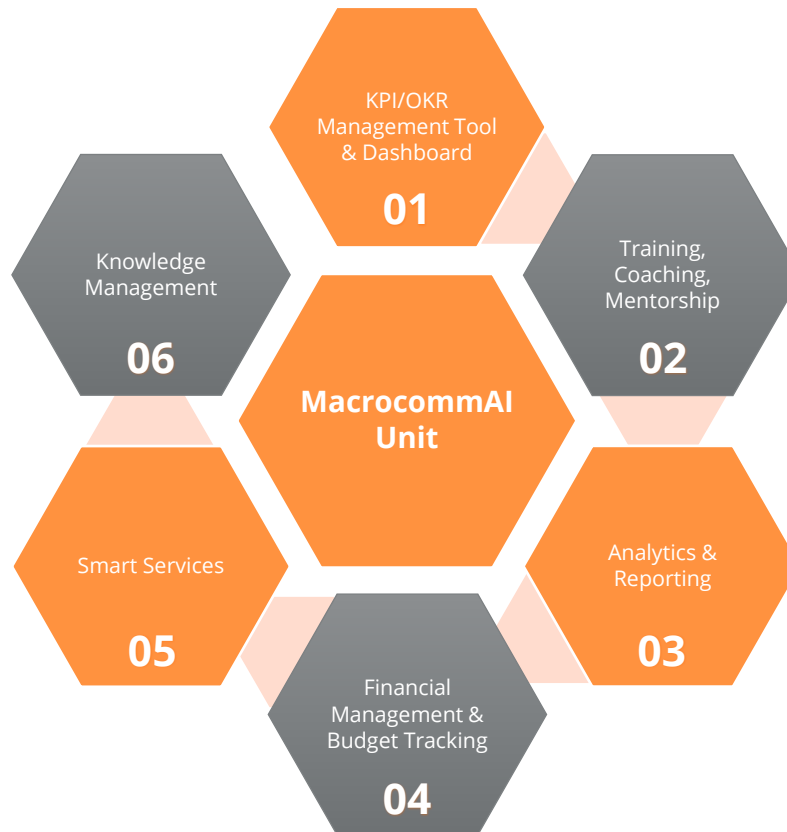 KPI/OKR
Management Tool
& Dashboard
01
Training,
Coaching,
Mentorship
02
Analytics &
Reporting
03
Financial
Management &
Budget Tracking
04
Smart Services
05
Knowledge
Management
06
MacrocommAI
Unit